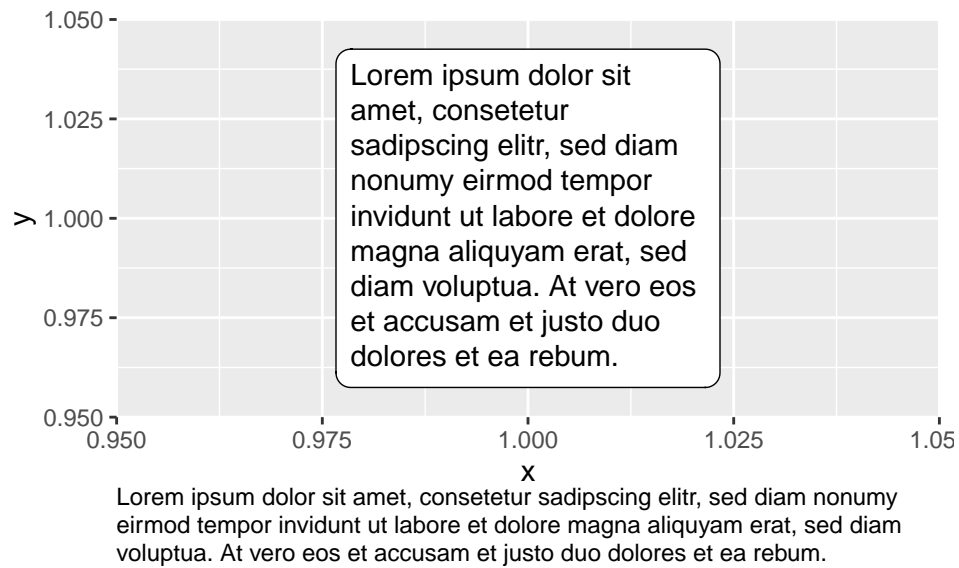 1.050
1.025
1.000
0.975
0.950
y
Lorem ipsum dolor sit
amet, consetetur
sadipscing elitr, sed diam
nonumy eirmod tempor
invidunt ut labore et dolore
magna aliquyam erat, sed
diam voluptua. At vero eos
et accusam et justo duo
dolores et ea rebum.
0.950 0.975 1.000 1.025 1.05
x
Lorem ipsum dolor sit amet, consetetur sadipscing elitr, sed diam nonumy
eirmod tempor invidunt ut labore et dolore magna aliquyam erat, sed diam
voluptua. At vero eos et accusam et justo duo dolores et ea rebum.